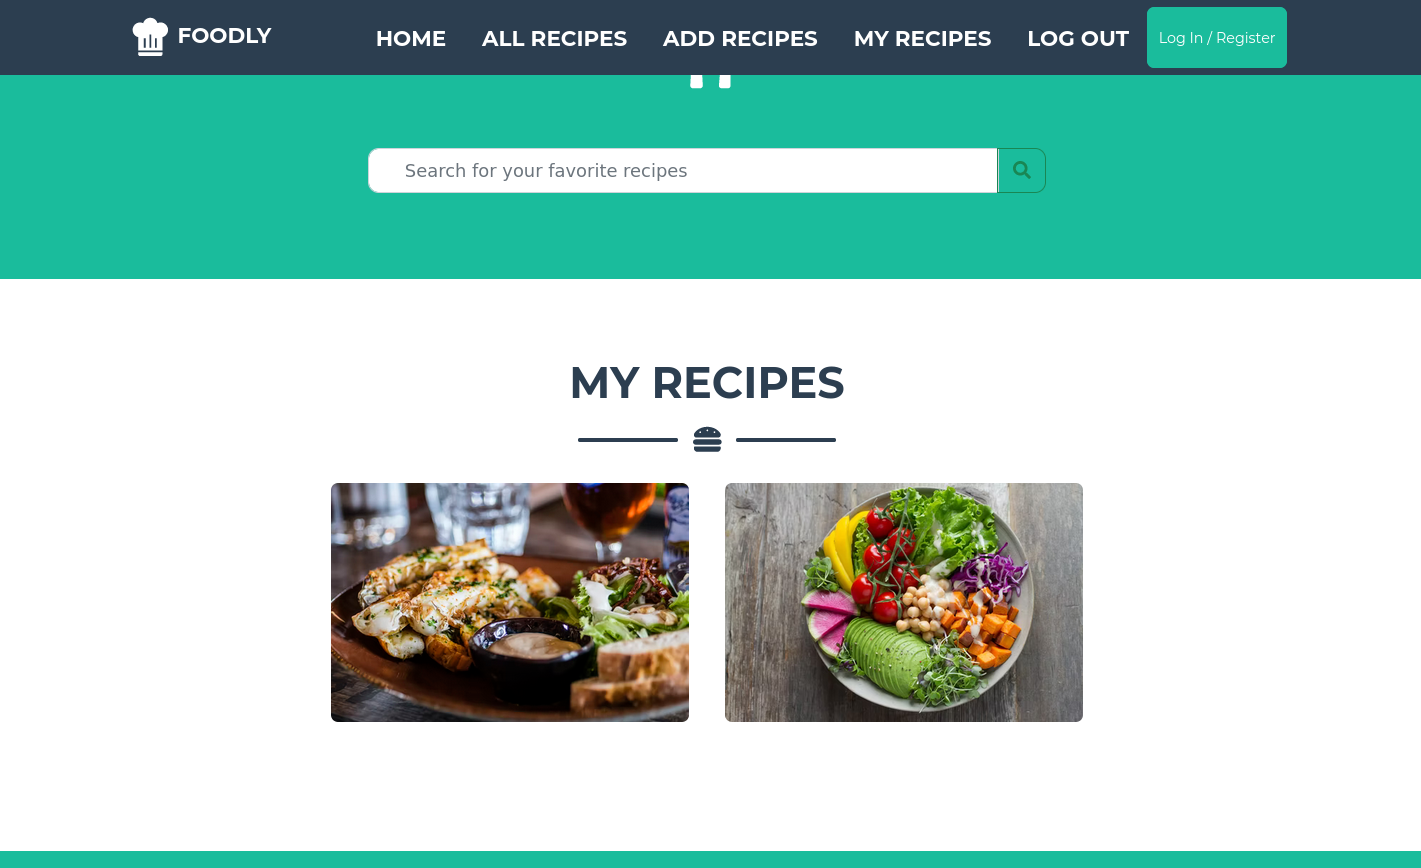 FOODLY
HOME
ALL RECIPES
ADD RECIPES
MY RECIPES
LOG OUT
Log In / Register
Search for your favorite recipes
MY RECIPES